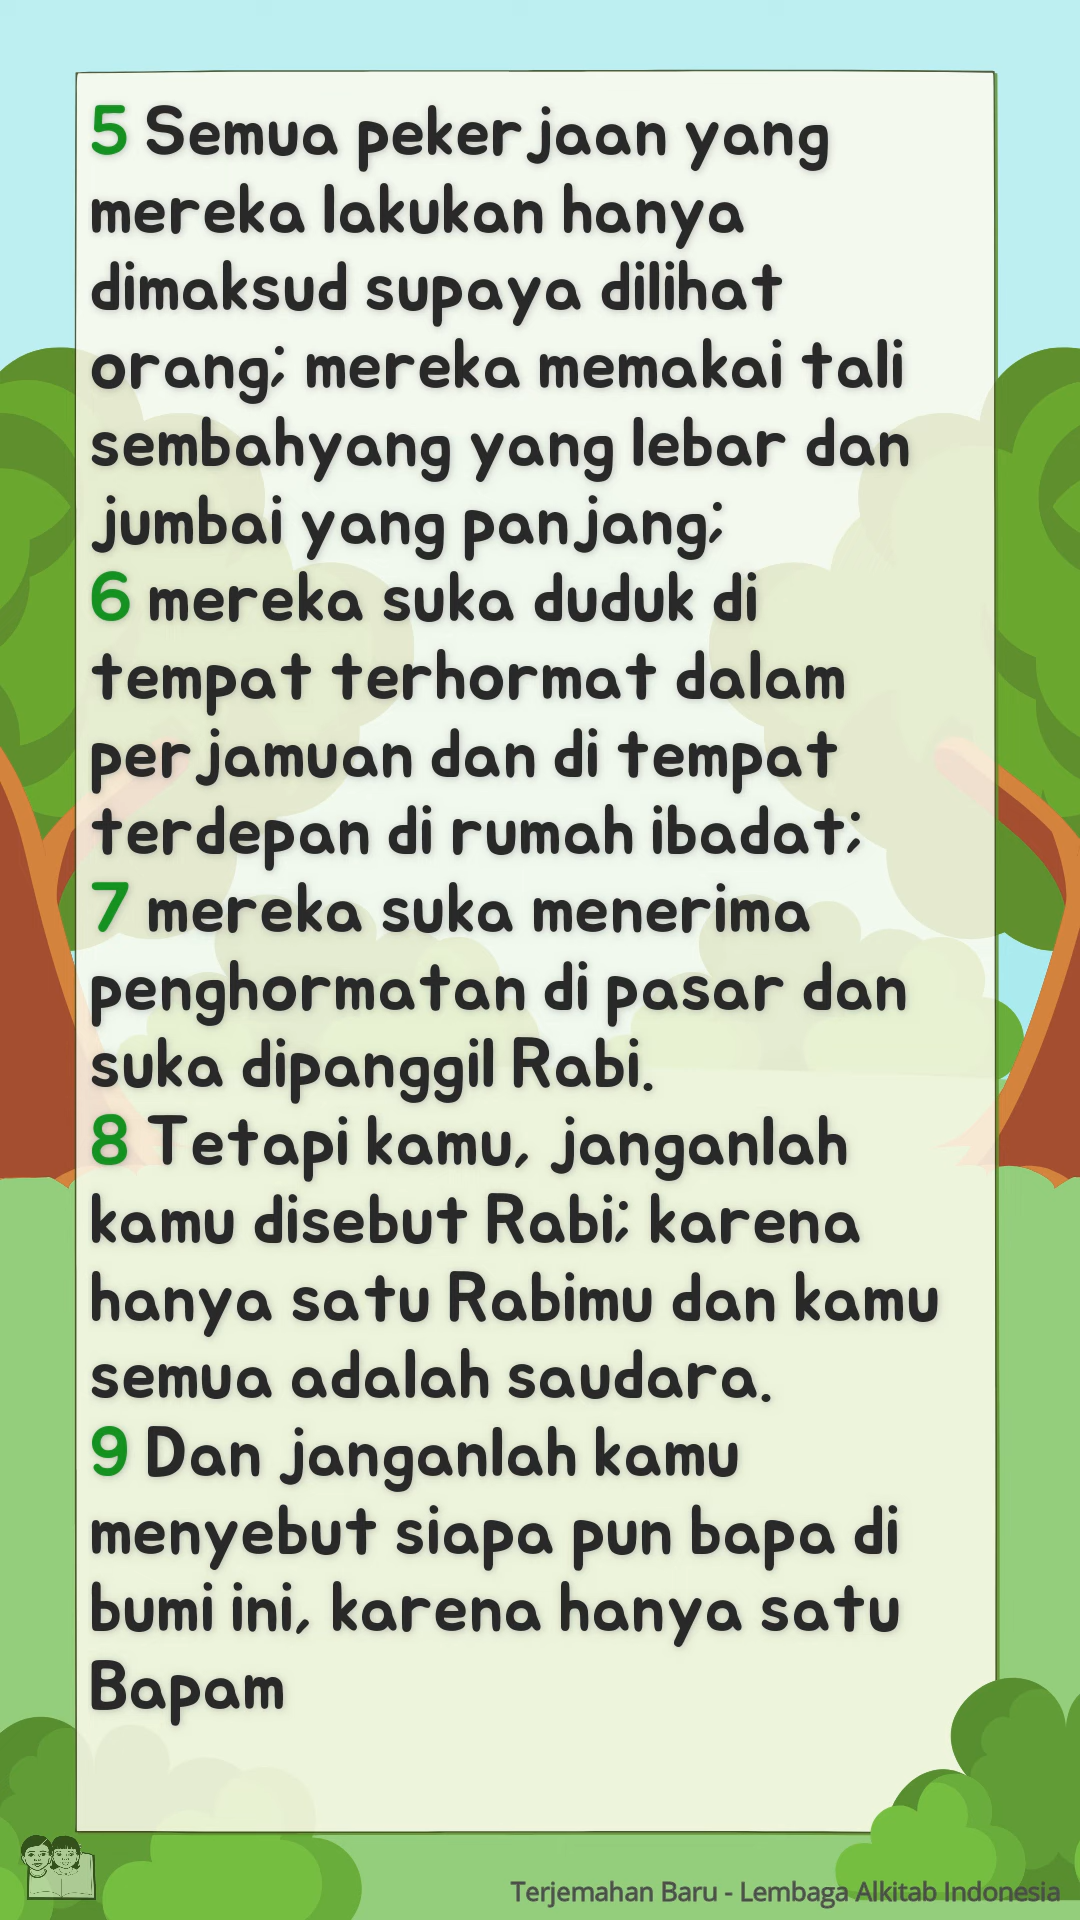 5 Semua pekerjaan yang
mereka lakukan hanya
dimaksud supaya dilihat
orang; mereka memakai tali
sembahyang yang lebar dan
jumbai yang panjang;
6 mereka suka duduk di
tempat terhormat dalam
perjamuan dan di tempat
terdepan di rumah ibadat;
7 mereka suka menerima
penghormatan di pasar dan
suka dipanggil Rabi.
8 Tetapi kamu, janganlah
kamu disebut Rabi; karena
hanya satu Rabimu dan kamu
semua adalah saudara.
9 Dan janganlah kamu
menyebut siapa pun bapa di
bumi ini, karena hanya satu
Bapam
Terjemahan Baru - Lembaga Alkitab Indonesia